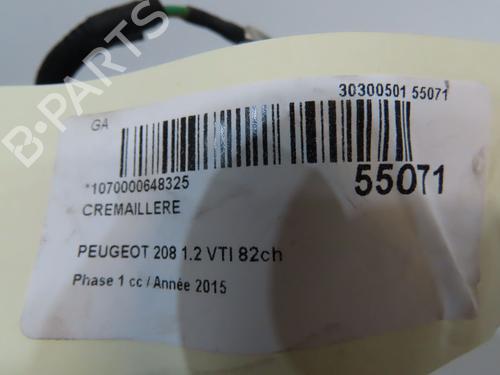 B-PARTS
30300501 55071
GA
*1070000648325
55071
CREMAILLERE
PEUGEOT 208 1.2 VTI 82ch
Phase 1 cc / Année 2015